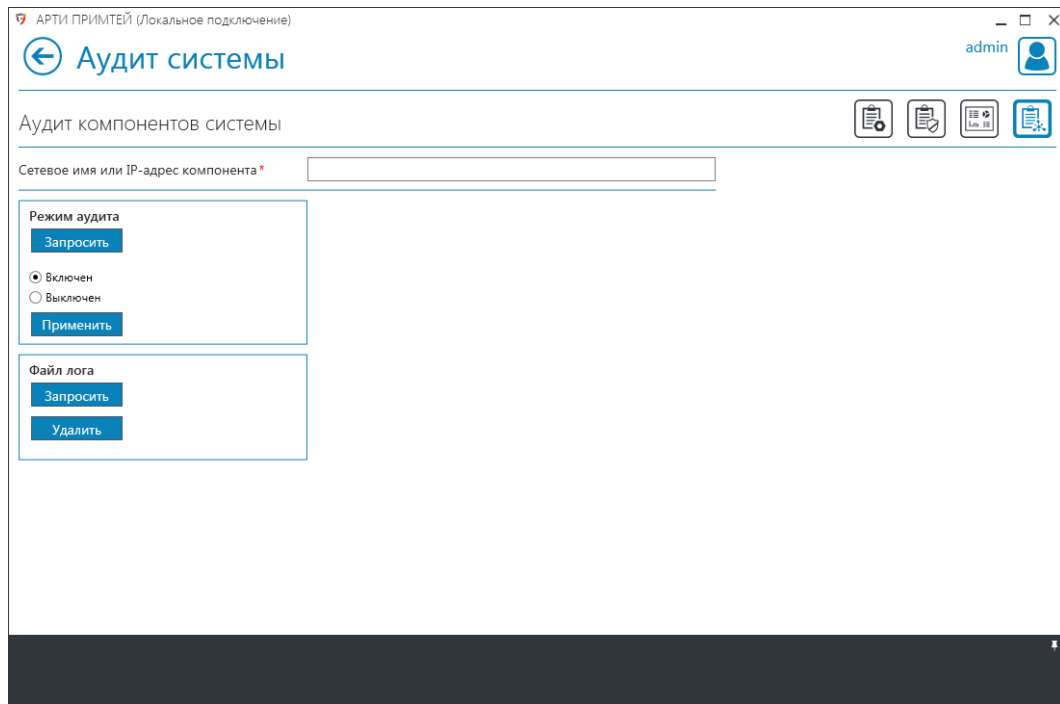 АРТИ ПРИМТЕЙ (Локальное подключение)
Аудит системы
admin
Аудит компонентов системы
Сетевое имя или IP-адрес компонента*
Режим аудита
Запросить
Включен
Выключен
Применить
Файл лога
Запросить
Удалить